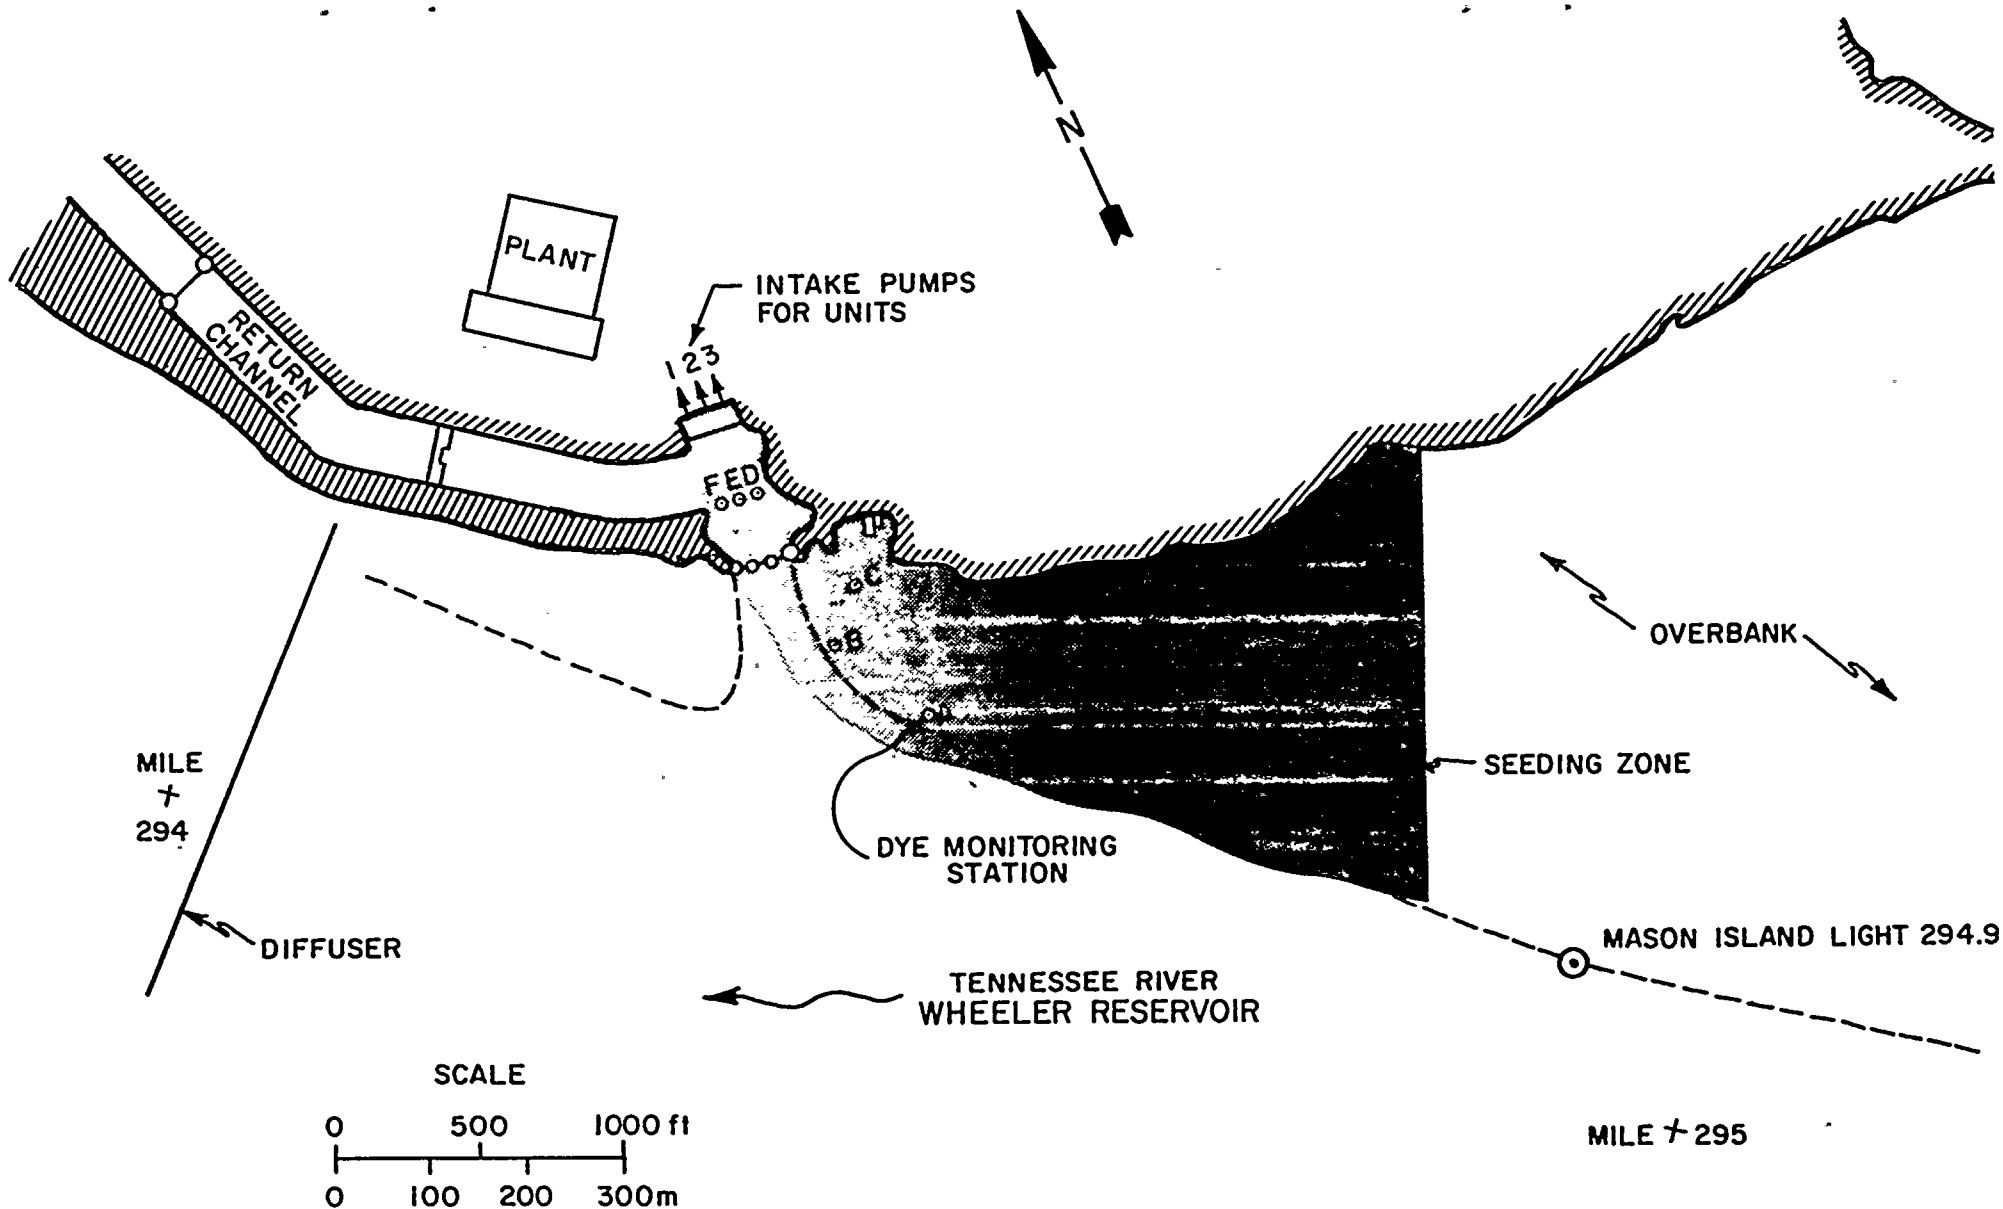 N
PLANT
INTAKE PUMPS
FOR UNITS
1 2 3
RETURN
CHANNEL
F E D
C
B
OVERBANK
SEEDING ZONE
MILE
+
294
DYE MONITORING
STATION
DIFFUSER
MASON ISLAND LIGHT 294.9
TENNESSEE RIVER
WHEELER RESERVOIR
SCALE
0 500 1000 ft
0 100 200 300m
MILE + 295